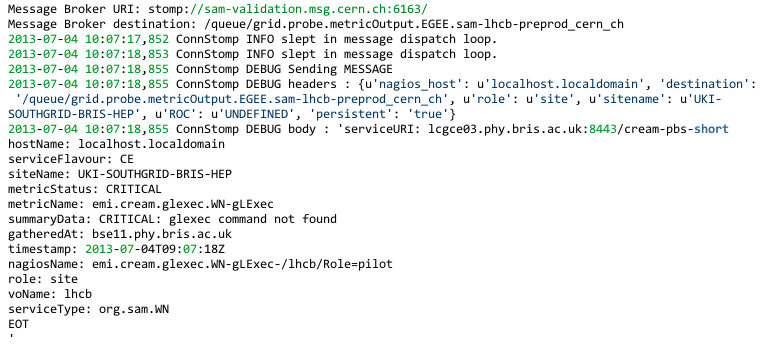 Message Broker URI: stomp://sam-validation.msg.cern.ch:6163/
Message Broker destination: /queue/grid.probe.metricOutput.EGEE.sam-lhcb-preprod_cern_ch
2013-07-04 10:07:17,852 ConnStomp INFO slept in message dispatch loop.
2013-07-04 10:07:18,853 ConnStomp INFO slept in message dispatch loop.
2013-07-04 10:07:18,855 ConnStomp DEBUG Sending MESSAGE
2013-07-04 10:07:18,855 ConnStomp DEBUG headers : {u'nagios_host': u'localhost.localdomain', 'destination':
'/queue/grid.probe.metricOutput.EGEE.sam-lhcb-preprod_cern_ch', u'role': u'site', u'sitename': u'UKI-
SOUTHGRID-BRIS-HEP', u'ROC': u'UNDEFINED', 'persistent': 'true'}
2013-07-04 10:07:18,855 ConnStomp DEBUG body : 'serviceURI: lcgce03.phy.bris.ac.uk:8443/cream-pbs-short
hostName: localhost.localdomain
serviceFlavour: CE
siteName: UKI-SOUTHGRID-BRIS-HEP
metricStatus: CRITICAL
metricName: emi.cream.glexec.WN-gLExec
summaryData: CRITICAL: glexec command not found
gatheredAt: bse11.phy.bris.ac.uk
timestamp: 2013-07-04T09:07:18Z
nagiosName: emi.cream.glexec.WN-gLExec-/lhcb/Role=pilot
role: site
voName: lhcb
serviceType: org.sam.WN
EOT
'